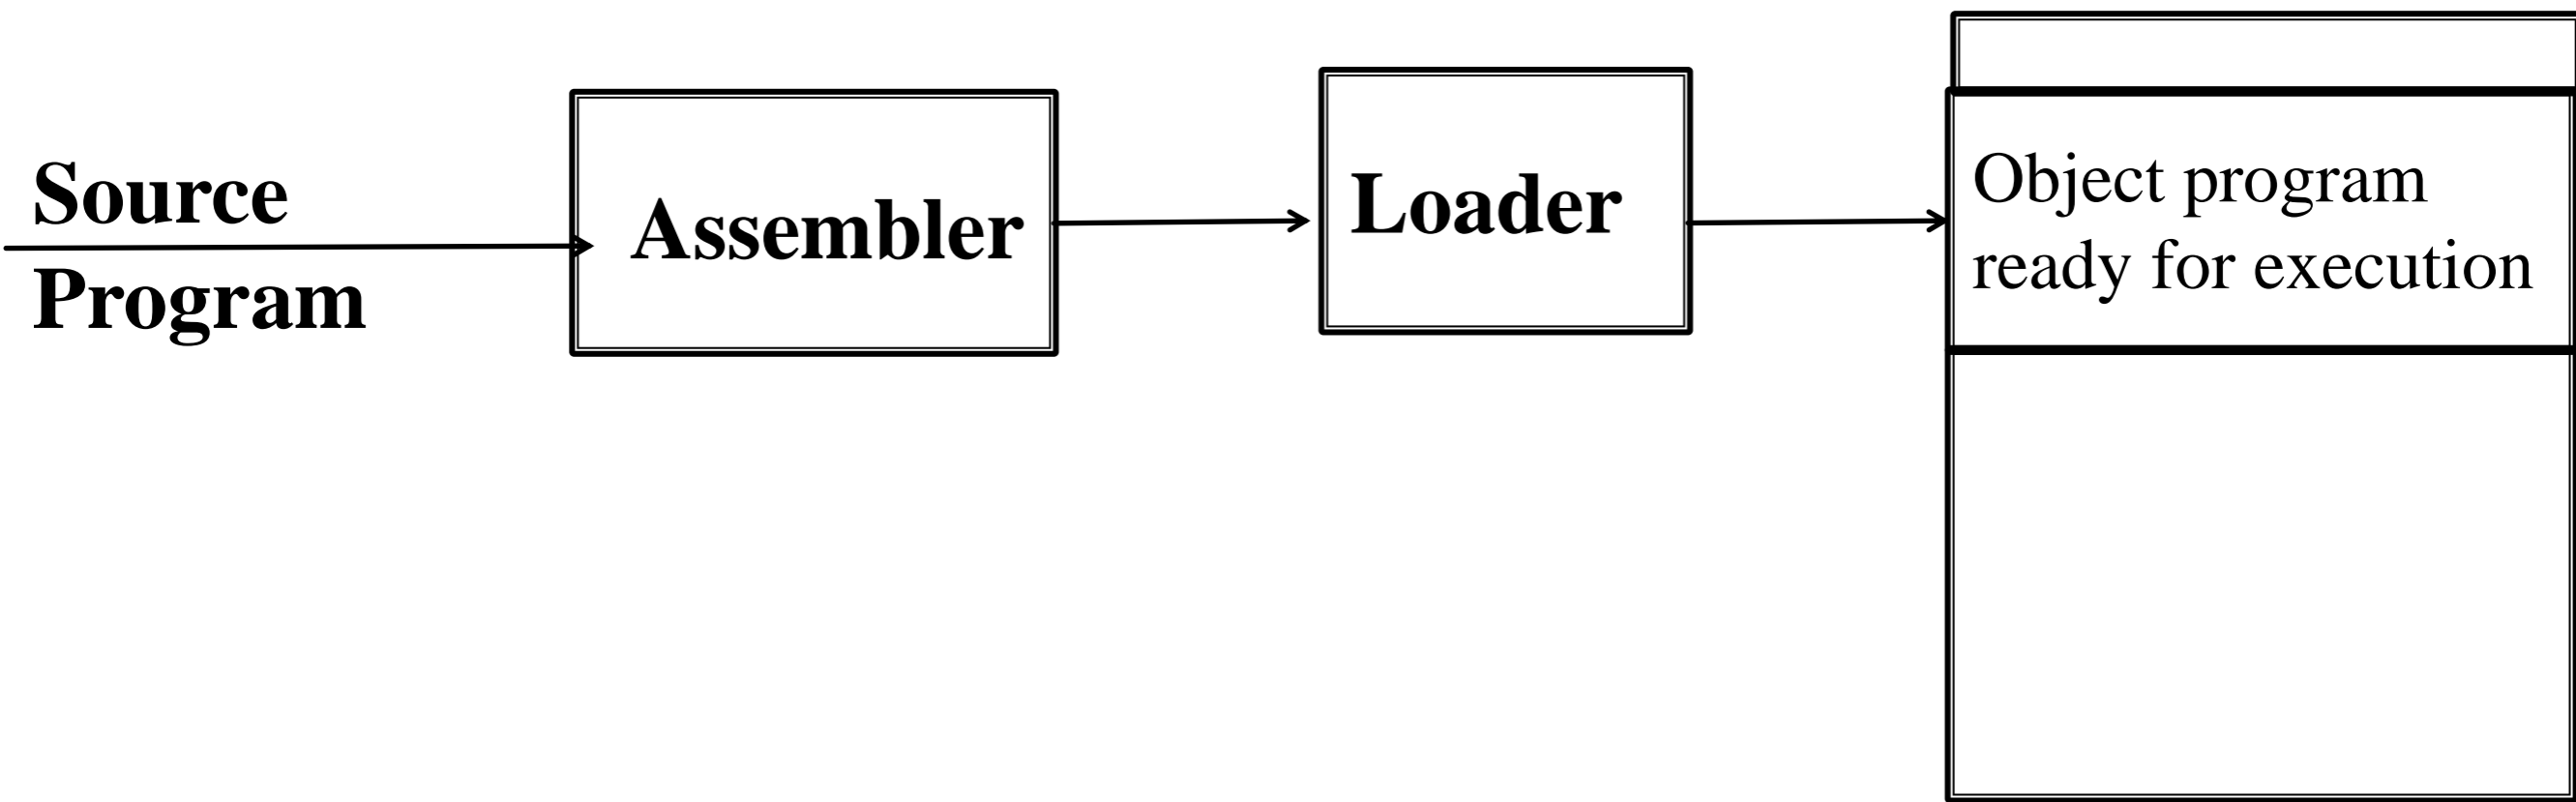 Source
Program
Assembler
Loader
Object program
ready for execution